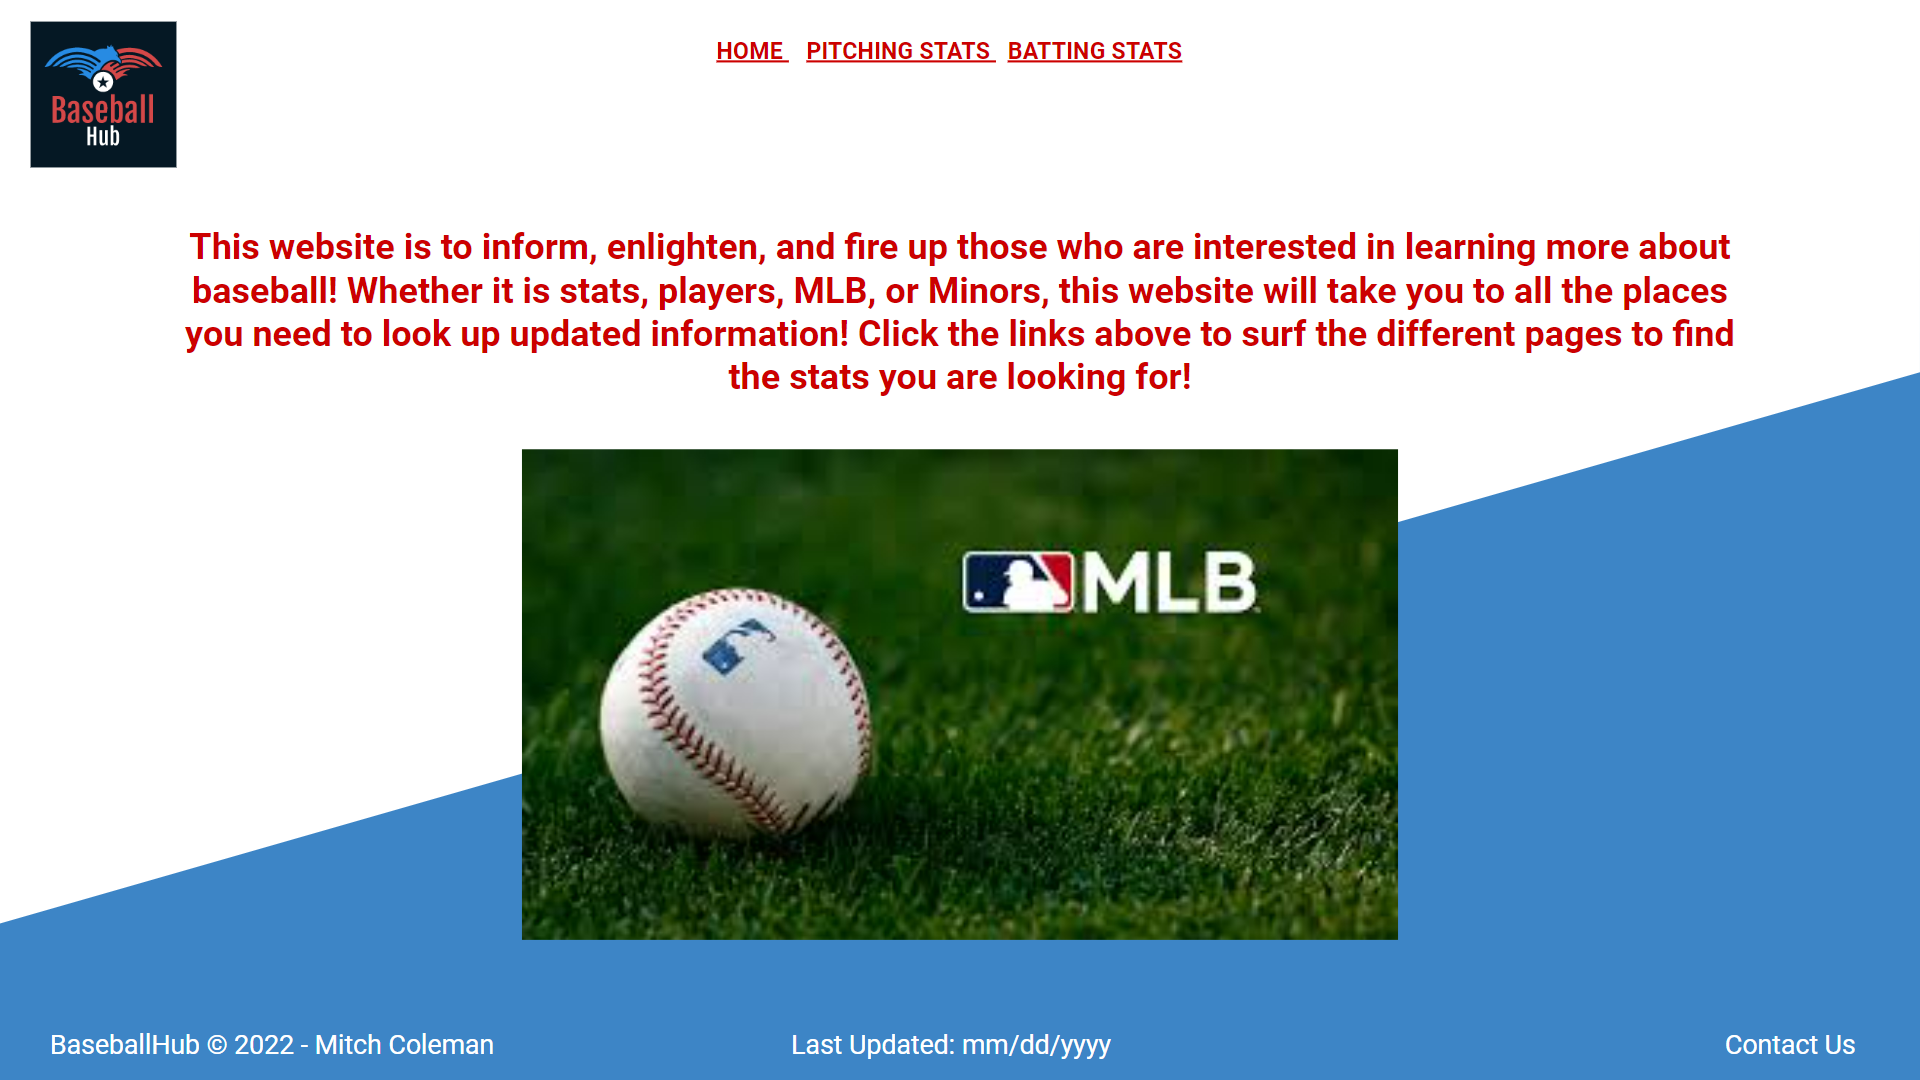 Baseball
Hub
HOME PITCHING STATS BATTING STATS
This website is to inform, enlighten, and fire up those who are interested in learning more about
baseball! Whether it is stats, players, MLB, or Minors, this website will take you to all the places
you need to look up updated information! Click the links above to surf the different pages to find
the stats you are looking for!
MLB
BaseballHub © 2022 - Mitch Coleman
Last Updated: mm/dd/yyyy
Contact Us